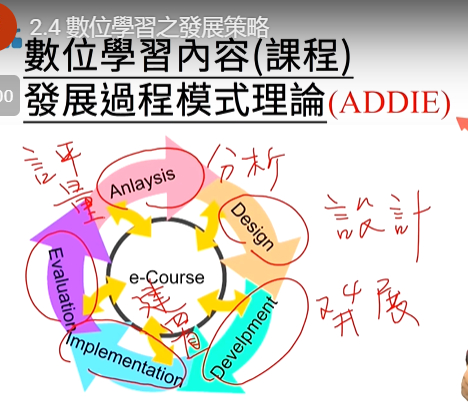 2.4 數位學習之發展策略
數位學習內容(課程)
00
發展過程模式理論(ADDIE)
評量
Anlaysis
分析
Design
設計
Evaluation
e-Course
建置
研展
Implementation
Develpment